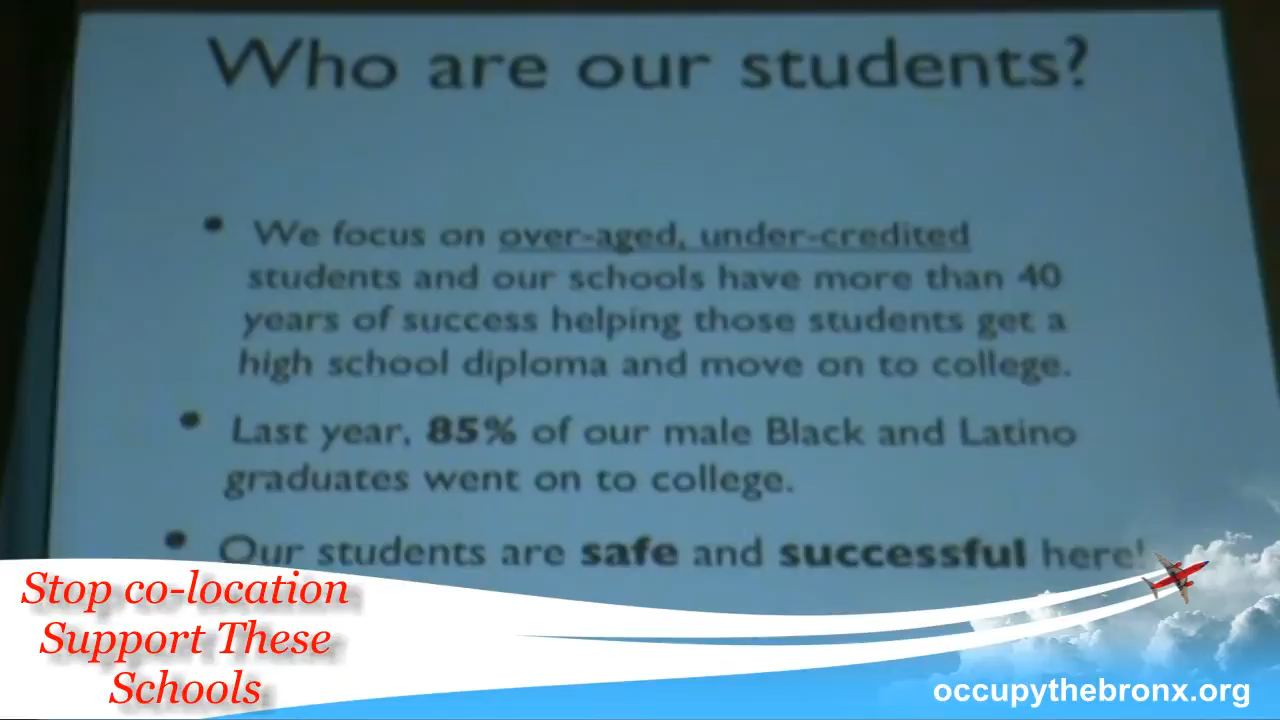 Who are our students?
• We focus on over-aged, under-credited
students and our schools have more than 40
years of success helping those students get a
high school diploma and move on to college.
• Last year, 85% of our male Black and Latino
graduates went on to college.
• Our students are safe and successful here!
Stop co-location
Support These
Schools
occupythebronx.org